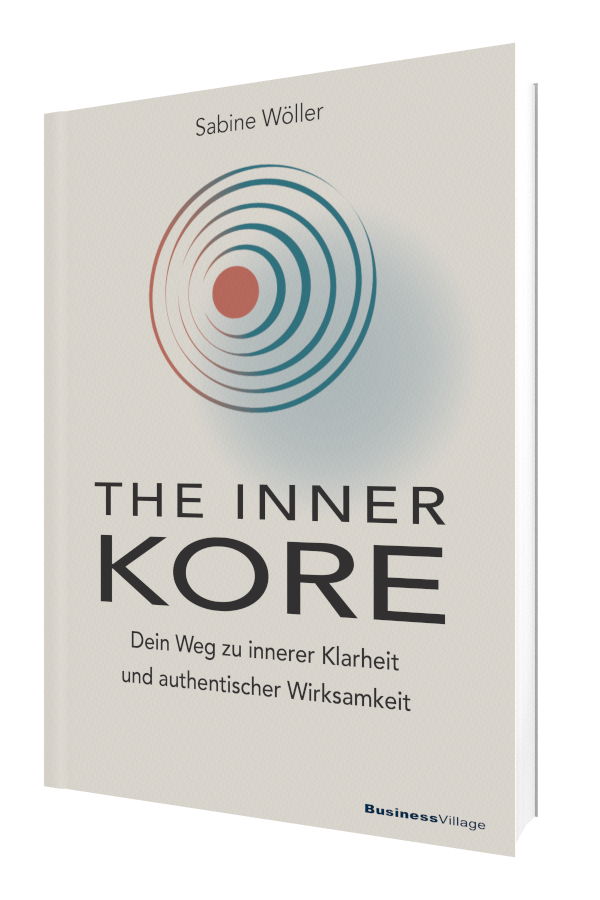 Sabine Wöller
THE INNER
KORE
Dein Weg zu innerer Klarheit
und authentischer Wirksamkeit
BusinessVillage